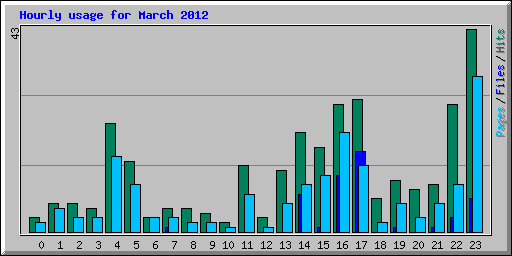 Hourly usage for March 2012
43
Pages/Files/Hits
0 1 2 3 4 5 6 7 8 9 10 11 12 13 14 15 16 17 18 19 20 21 22 23